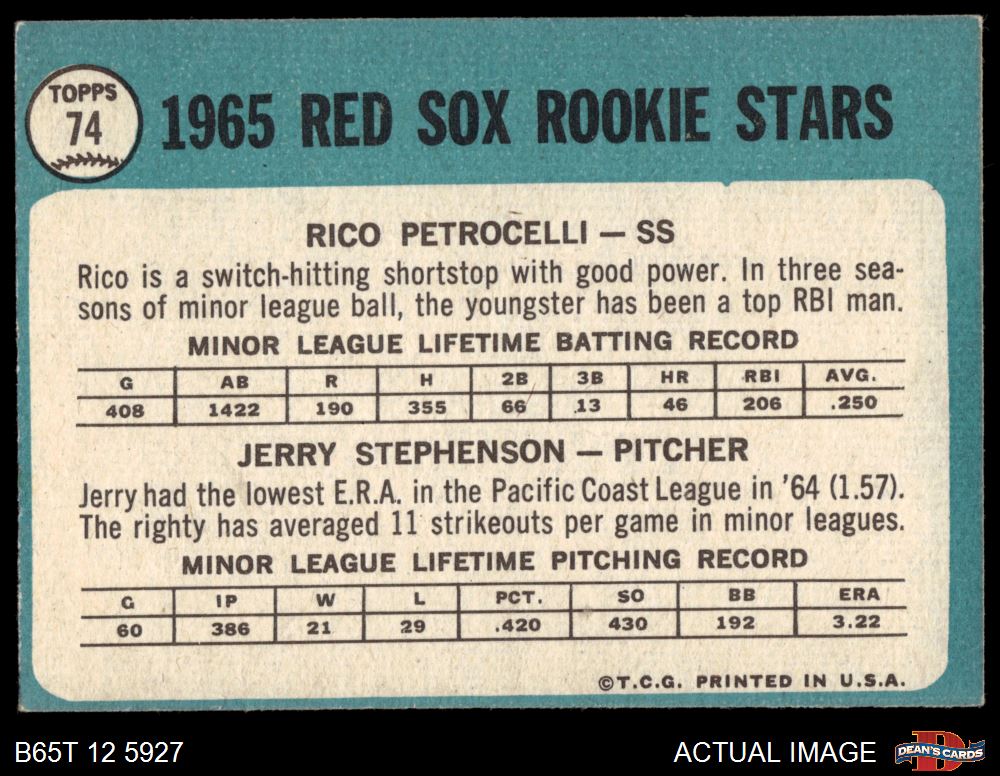 TOPPS
74
1965 RED SOX ROOKIE STARS
RICO PETROCELLI — SS
Rico is a switch-hitting shortstop with good power. In three sea-
sons of minor league ball, the youngster has been a top RBI man.
MINOR LEAGUE LIFETIME BATTING RECORD
G AB R H 2B 3B HR RBI AVG.
408 1422 190 355 66 13 46 206 .250
JERRY STEPHENSON — PITCHER
Jerry had the lowest E.R.A. in the Pacific Coast League in '64 (1.57).
The righty has averaged 11 strikeouts per game in minor leagues.
MINOR LEAGUE LIFETIME PITCHING RECORD
G IP W L PCT. SO BB ERA
60 386 21 29 .420 430 192 3.22
©T.C.G. PRINTED IN U.S.A.
B65T 12 5927
ACTUAL IMAGE
D
DEAN'S CARDS